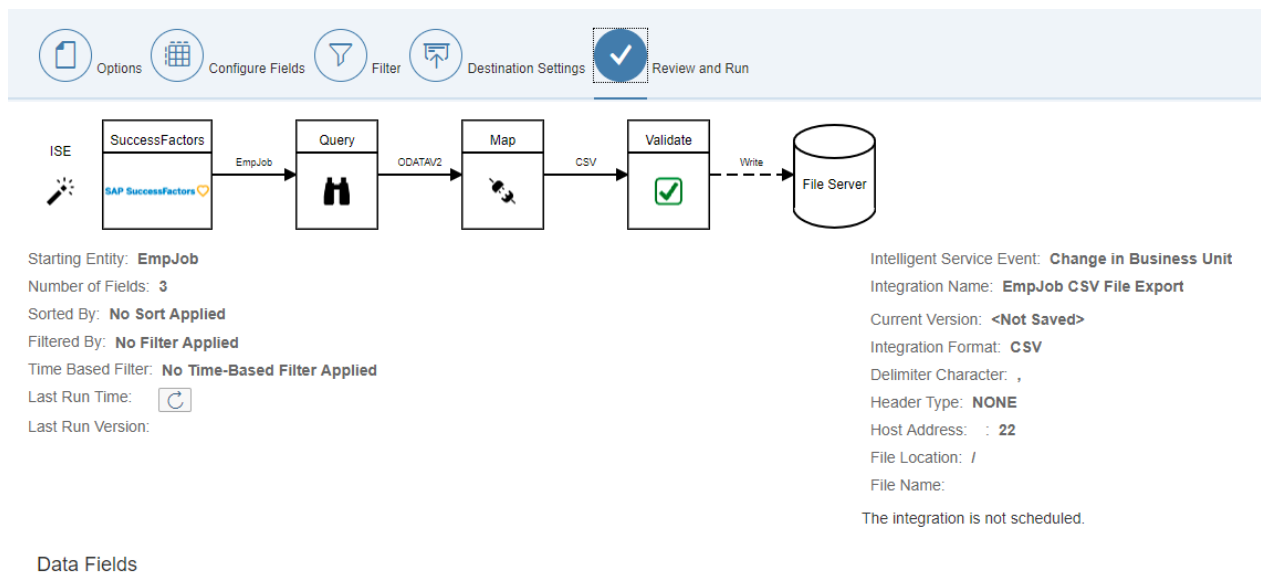 Options Configure Fields Filter Destination Settings Review and Run
ISE
SuccessFactors Query Map Validate
EmpJob ODATAV2 CSV Write
SAP SuccessFactors
File Server
Starting Entity: EmpJob
Number of Fields: 3
Sorted By: No Sort Applied
Filtered By: No Filter Applied
Time Based Filter: No Time-Based Filter Applied
Last Run Time:
Last Run Version:
Intelligent Service Event: Change in Business Unit
Integration Name: EmpJob CSV File Export
Current Version: <Not Saved>
Integration Format: CSV
Delimiter Character: ,
Header Type: NONE
Host Address: : 22
File Location: /
File Name:
The integration is not scheduled.
Data Fields